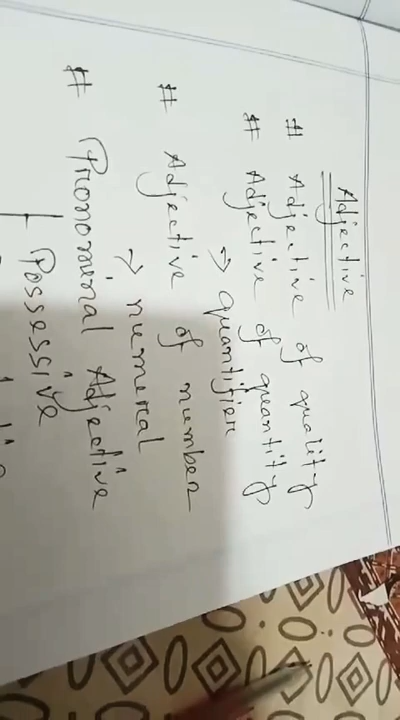 Adjective
# Adjective of quality
# Adjective of quantity
→ quantifier
# Adjective of number
→ numeral
# Pronominal Adjective
Possessive